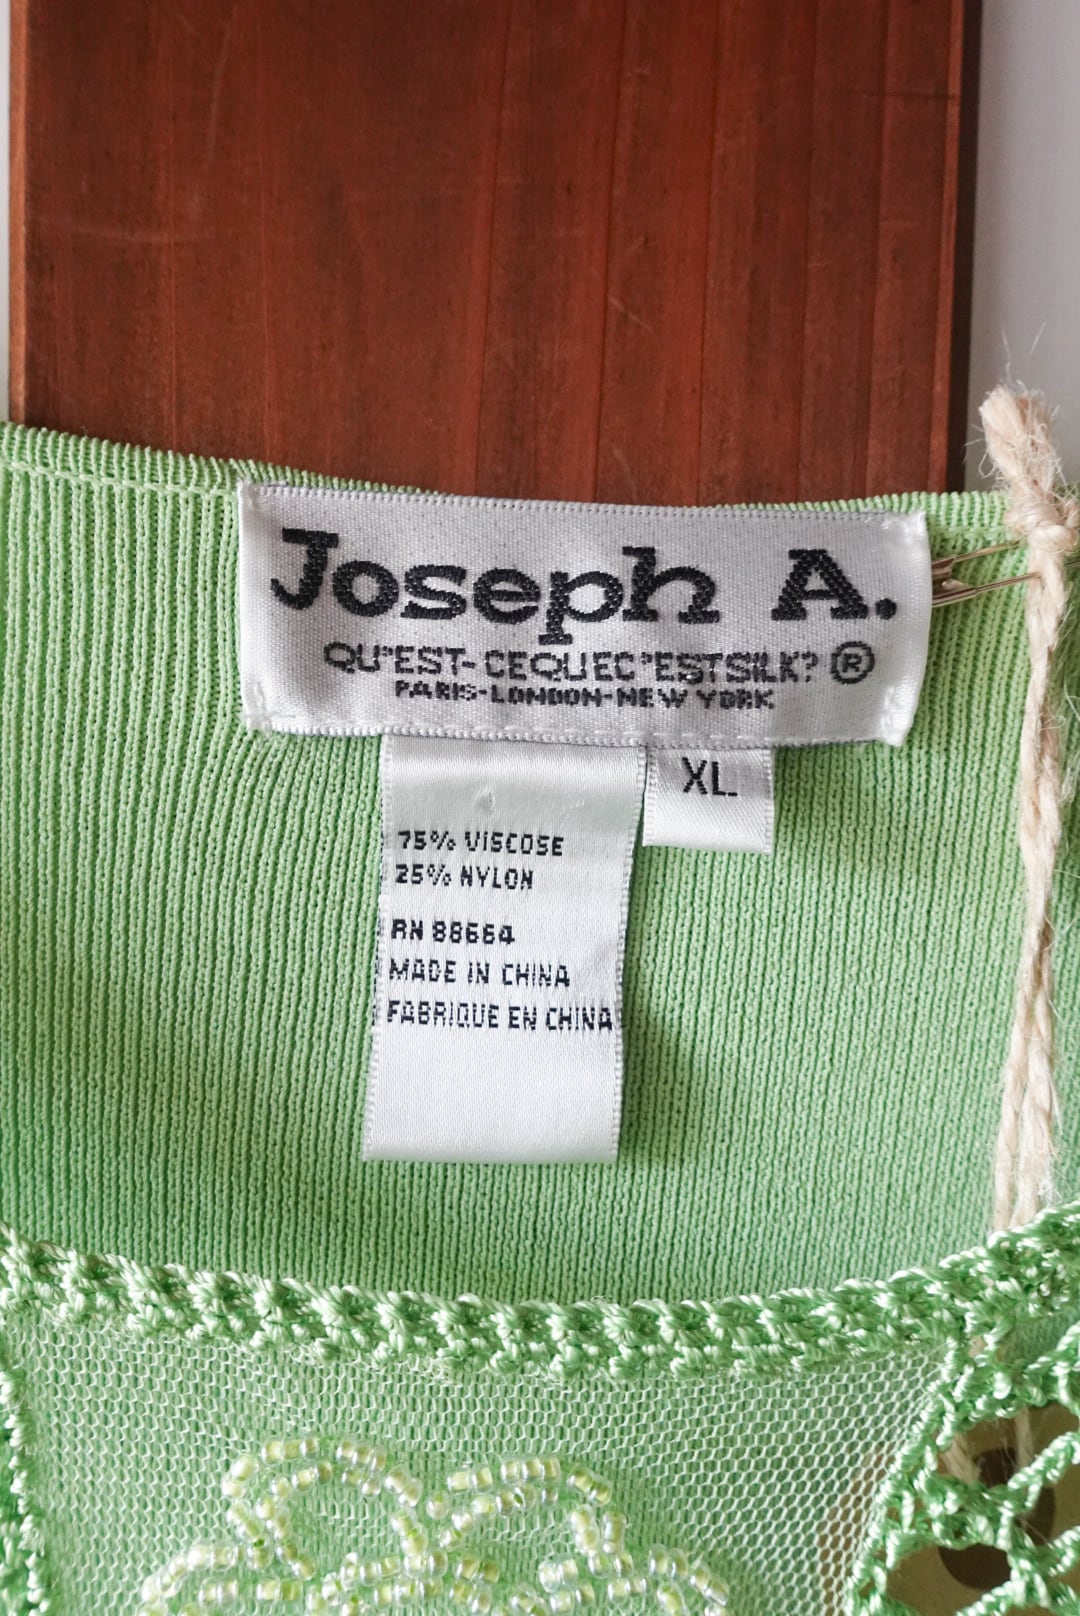 Joseph A.
QU'EST-CEQUEC'ESTSILK? ®
PARIS-LONDON-NEW YORK
XL.
75% VISCOSE
25% NYLON
RN 88664
MADE IN CHINA
FABRIQUE EN CHINA